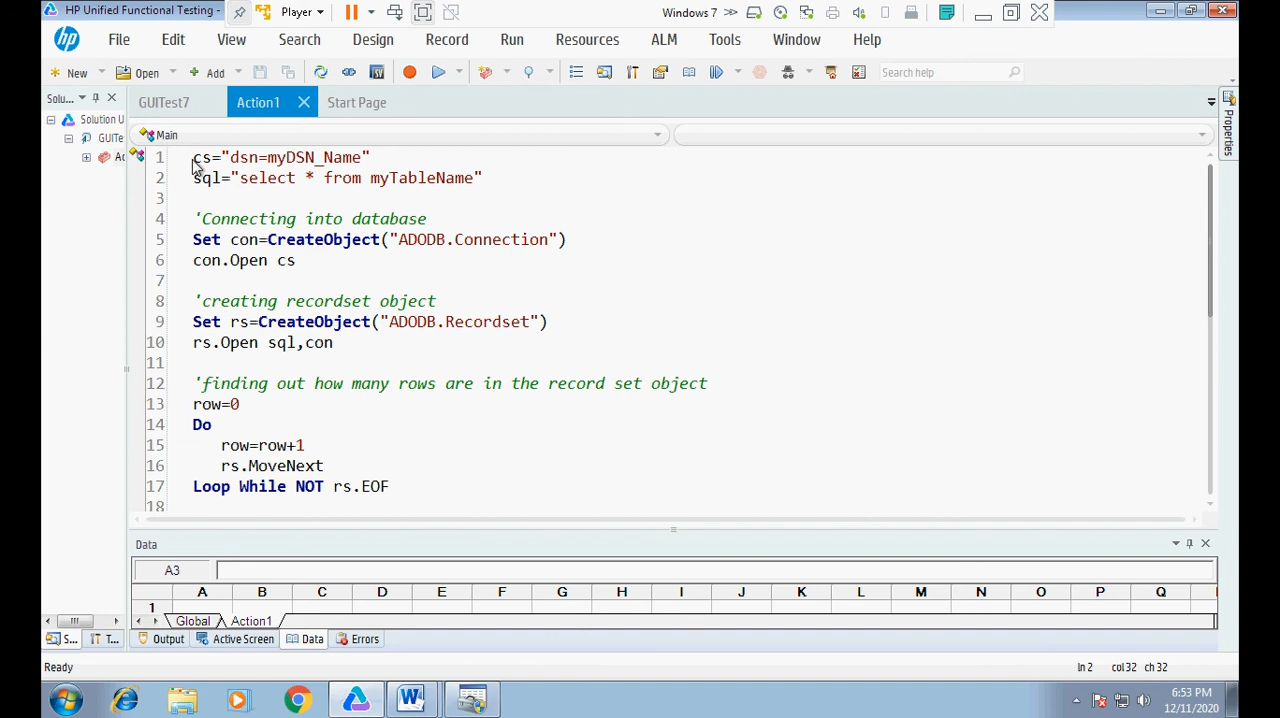 HP Unified Functional Testing -
Player
Windows 7
File Edit View Search Design Record Run Resources ALM Tools Window Help
New Open Add Search help
Solu...
GUITest7 Action1 Start Page
Solution U
GUITe
Ac
Main
Properties
1 cs="dsn=myDSN_Name"
2 sql="select * from myTableName"
3
4 'Connecting into database
5 Set con=CreateObject("ADODB.Connection")
6 con.Open cs
7
8 'creating recordset object
9 Set rs=CreateObject("ADODB.Recordset")
10 rs.Open sql,con
11
12 'finding out how many rows are in the record set object
13 row=0
14 Do
15 row=row+1
16 rs.MoveNext
17 Loop While NOT rs.EOF
18
Data
A3
A B C D E F G H I J K L M N O P Q
1
Global Action1
S... T... Output Active Screen Data Errors
Ready Ln 2 col 32 ch 32
6:53 PM
12/11/2020